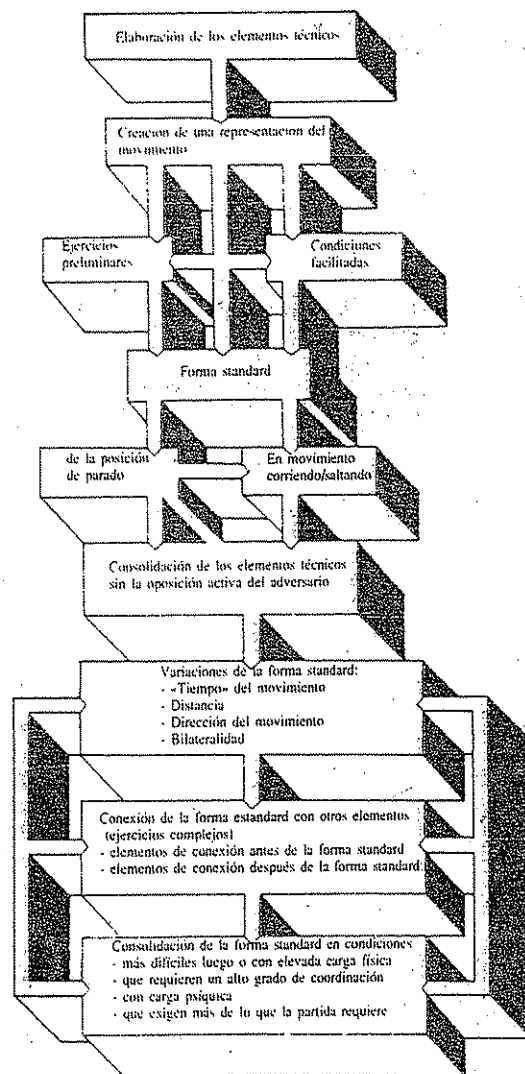 Elaboración de los elementos técnicos
Creacion de una representacion del
movimiento
Ejercicios
preliminares
Condiciones
facilitadas
Forma standard
de la posición
de parado
En movimiento
corriendo/saltando
Consolidación de los elementos técnicos
sin la oposición activa del adversario
Variaciones de la forma standard:
- «Tiempo» del movimiento
- Distancia
- Dirección del movimiento
- Bilateralidad
Conexión de la forma estandard con otros elementos
(ejercicios complejos)
- elementos de conexión antes de la forma standard
- elementos de conexión después de la forma standard
Consolidación de la forma standard en condiciones
- más difíciles luego o con elevada carga física
- que requieren un alto grado de coordinación
- con carga psíquica
- que exigen más de lo que la partida requiere